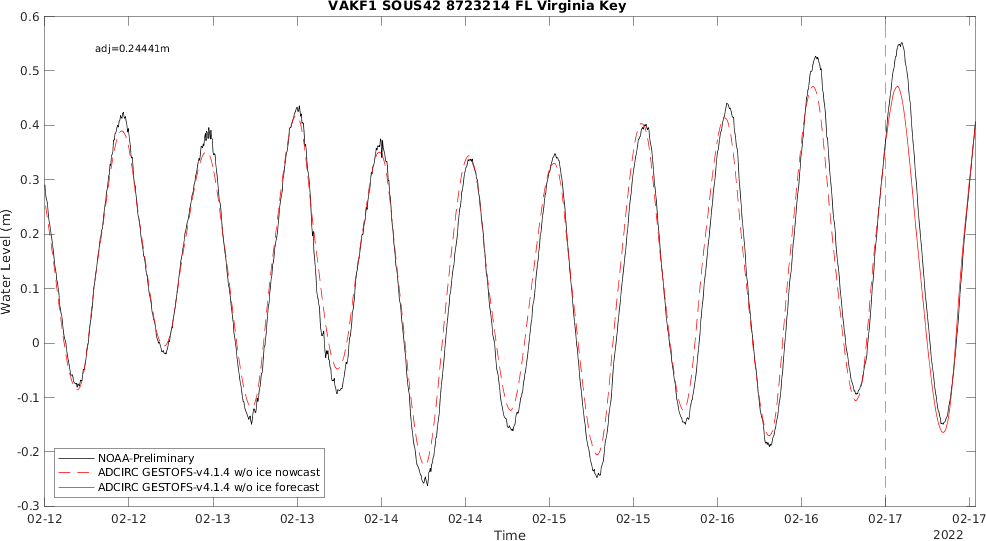 VAKF1 SOUS42 8723214 FL Virginia Key
adj=0.24441m
0.6
0.5
0.4
0.3
0.2
0.1
0
-0.1
-0.2
-0.3
Water Level (m)
NOAA-Preliminary
ADCIRC GESTOFS-v4.1.4 w/o ice nowcast
ADCIRC GESTOFS-v4.1.4 w/o ice forecast
02-12 02-12 02-13 02-13 02-14 02-14 02-15 02-15 02-16 02-16 02-17 02-17
Time
2022